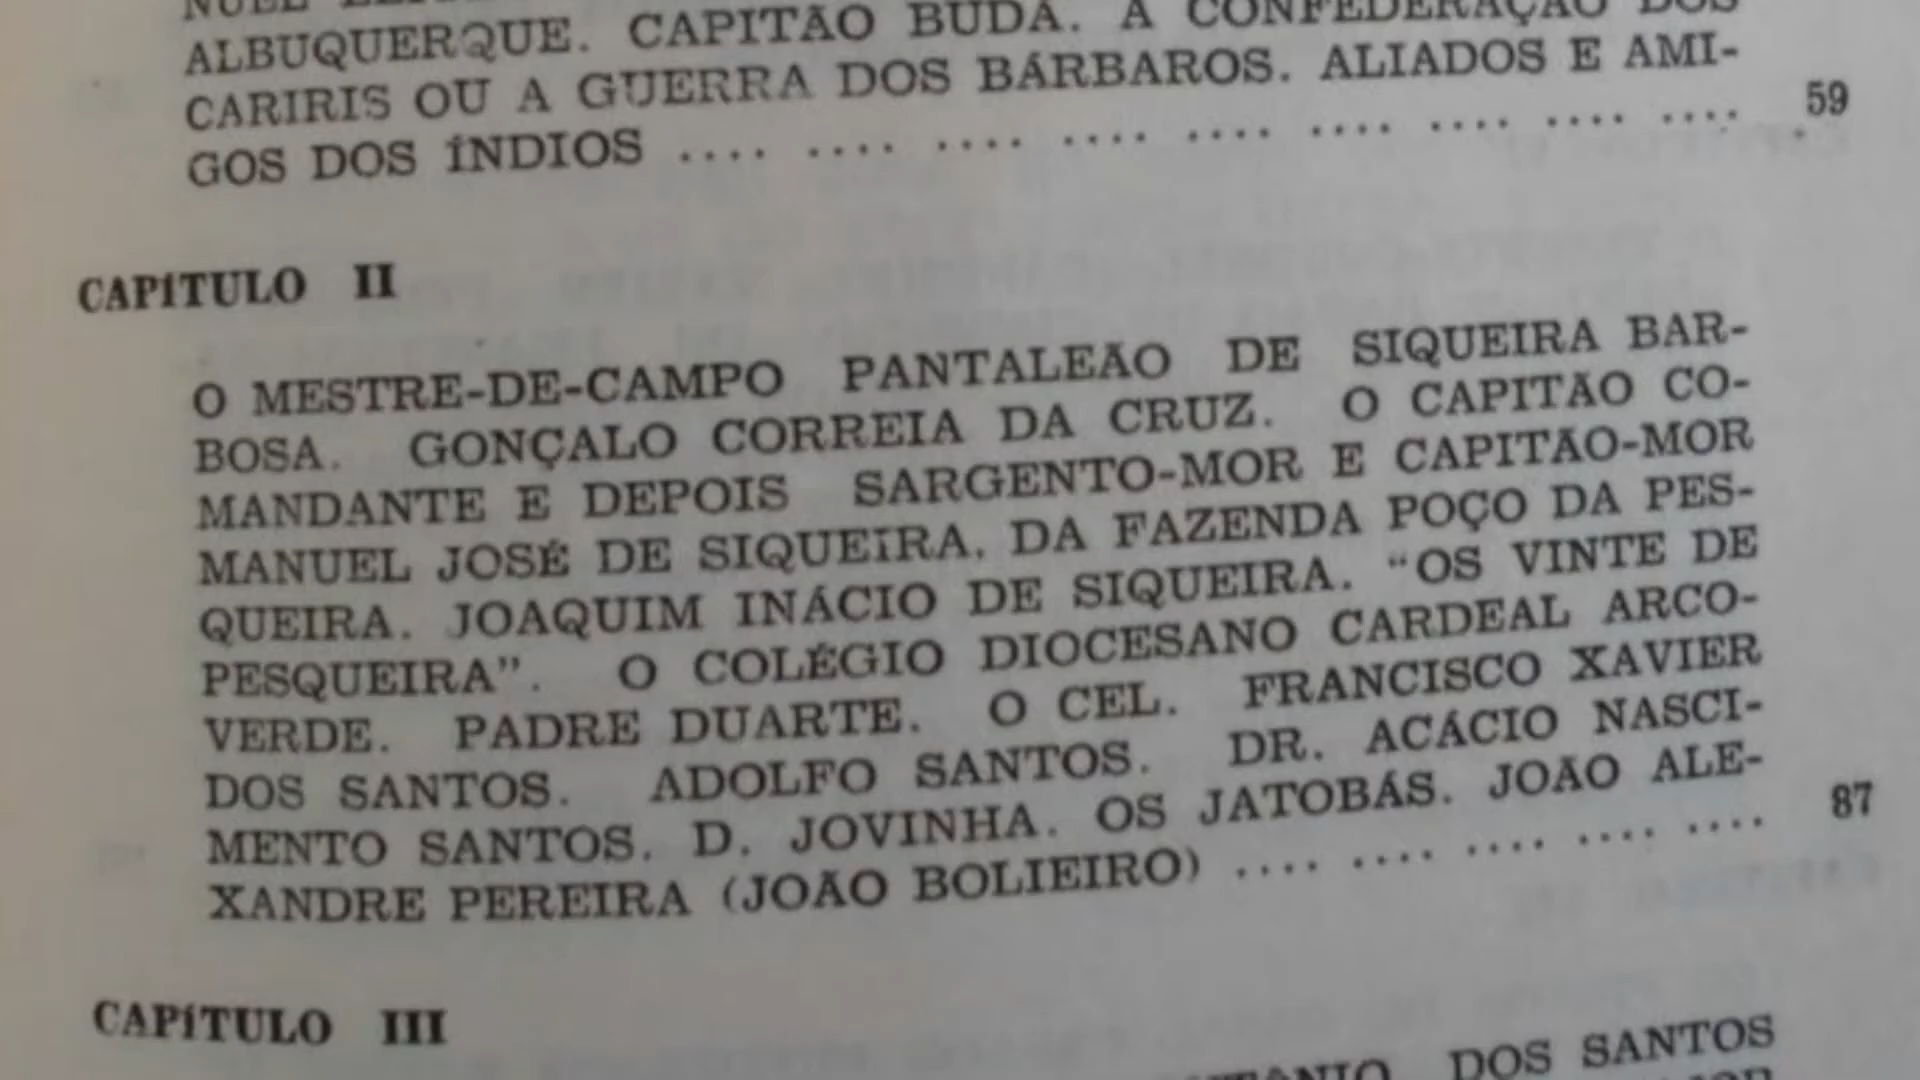 ALBUQUERQUE. CAPITÃO BUDÁ. A CONFEDERAÇÃO DOS
CARIRIS OU A GUERRA DOS BÁRBAROS. ALIADOS E AMI-
GOS DOS ÍNDIOS .... .... .... .... .... .... .... .... .... 59
CAPÍTULO II
O MESTRE-DE-CAMPO PANTALEÃO DE SIQUEIRA BAR-
BOSA. GONÇALO CORREIA DA CRUZ. O CAPITÃO CO-
MANDANTE E DEPOIS SARGENTO-MOR E CAPITÃO-MOR
MANUEL JOSÉ DE SIQUEIRA, DA FAZENDA POÇO DA PES-
QUEIRA. JOAQUIM INÁCIO DE SIQUEIRA. "OS VINTE DE
PESQUEIRA". O COLÉGIO DIOCESANO CARDEAL ARCO-
VERDE. PADRE DUARTE. O CEL. FRANCISCO XAVIER
DOS SANTOS. ADOLFO SANTOS. DR. ACÁCIO NASCI-
MENTO SANTOS. D. JOVINHA. OS JATOBÁS. JOÃO ALE-
XANDRE PEREIRA (JOÃO BOLIEIRO) .... .... .... .... .... 87
CAPÍTULO III
DOS SANTOS